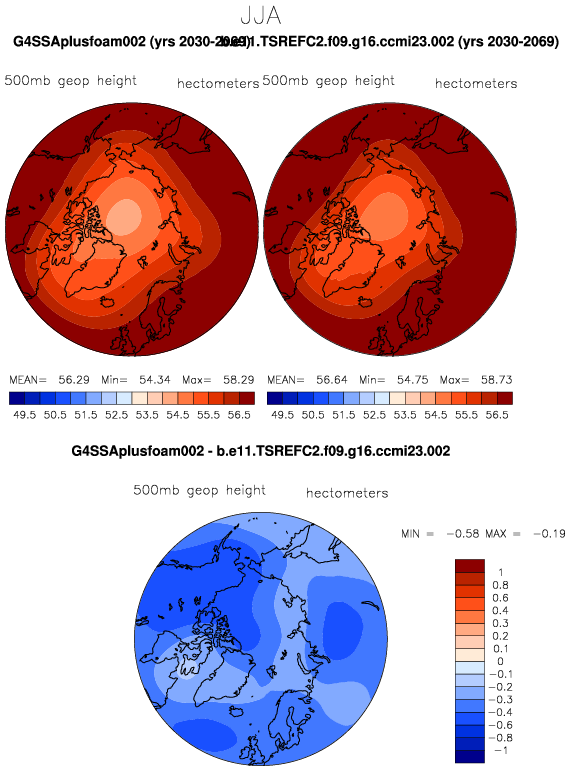 JJA
G4SSAplusfoam002 (yrs 2030-2069) b.e11.TSREFC2.f09.g16.ccmi23.002 (yrs 2030-2069)
500mb geop height hectometers 500mb geop height hectometers
MEAN= 56.29 Min= 54.34 Max= 58.29 MEAN= 56.64 Min= 54.75 Max= 58.73
49.5 50.5 51.5 52.5 53.5 54.5 55.5 56.5 49.5 50.5 51.5 52.5 53.5 54.5 55.5 56.5
G4SSAplusfoam002 - b.e11.TSREFC2.f09.g16.ccmi23.002
500mb geop height hectometers
MIN = -0.58 MAX = -0.19
1
0.8
0.6
0.4
0.3
0.2
0.1
0
-0.1
-0.2
-0.3
-0.4
-0.6
-0.8
-1